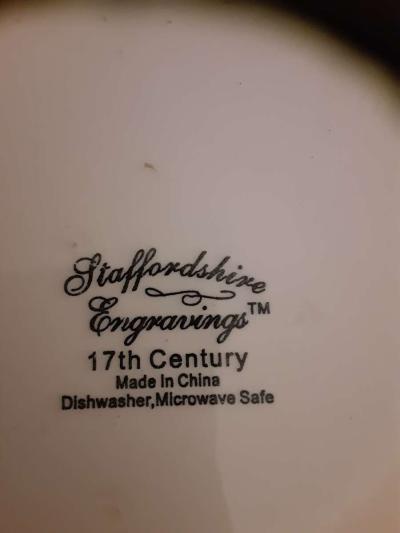 Staffordshire
Engravings™
17th Century
Made In China
Dishwasher,Microwave Safe